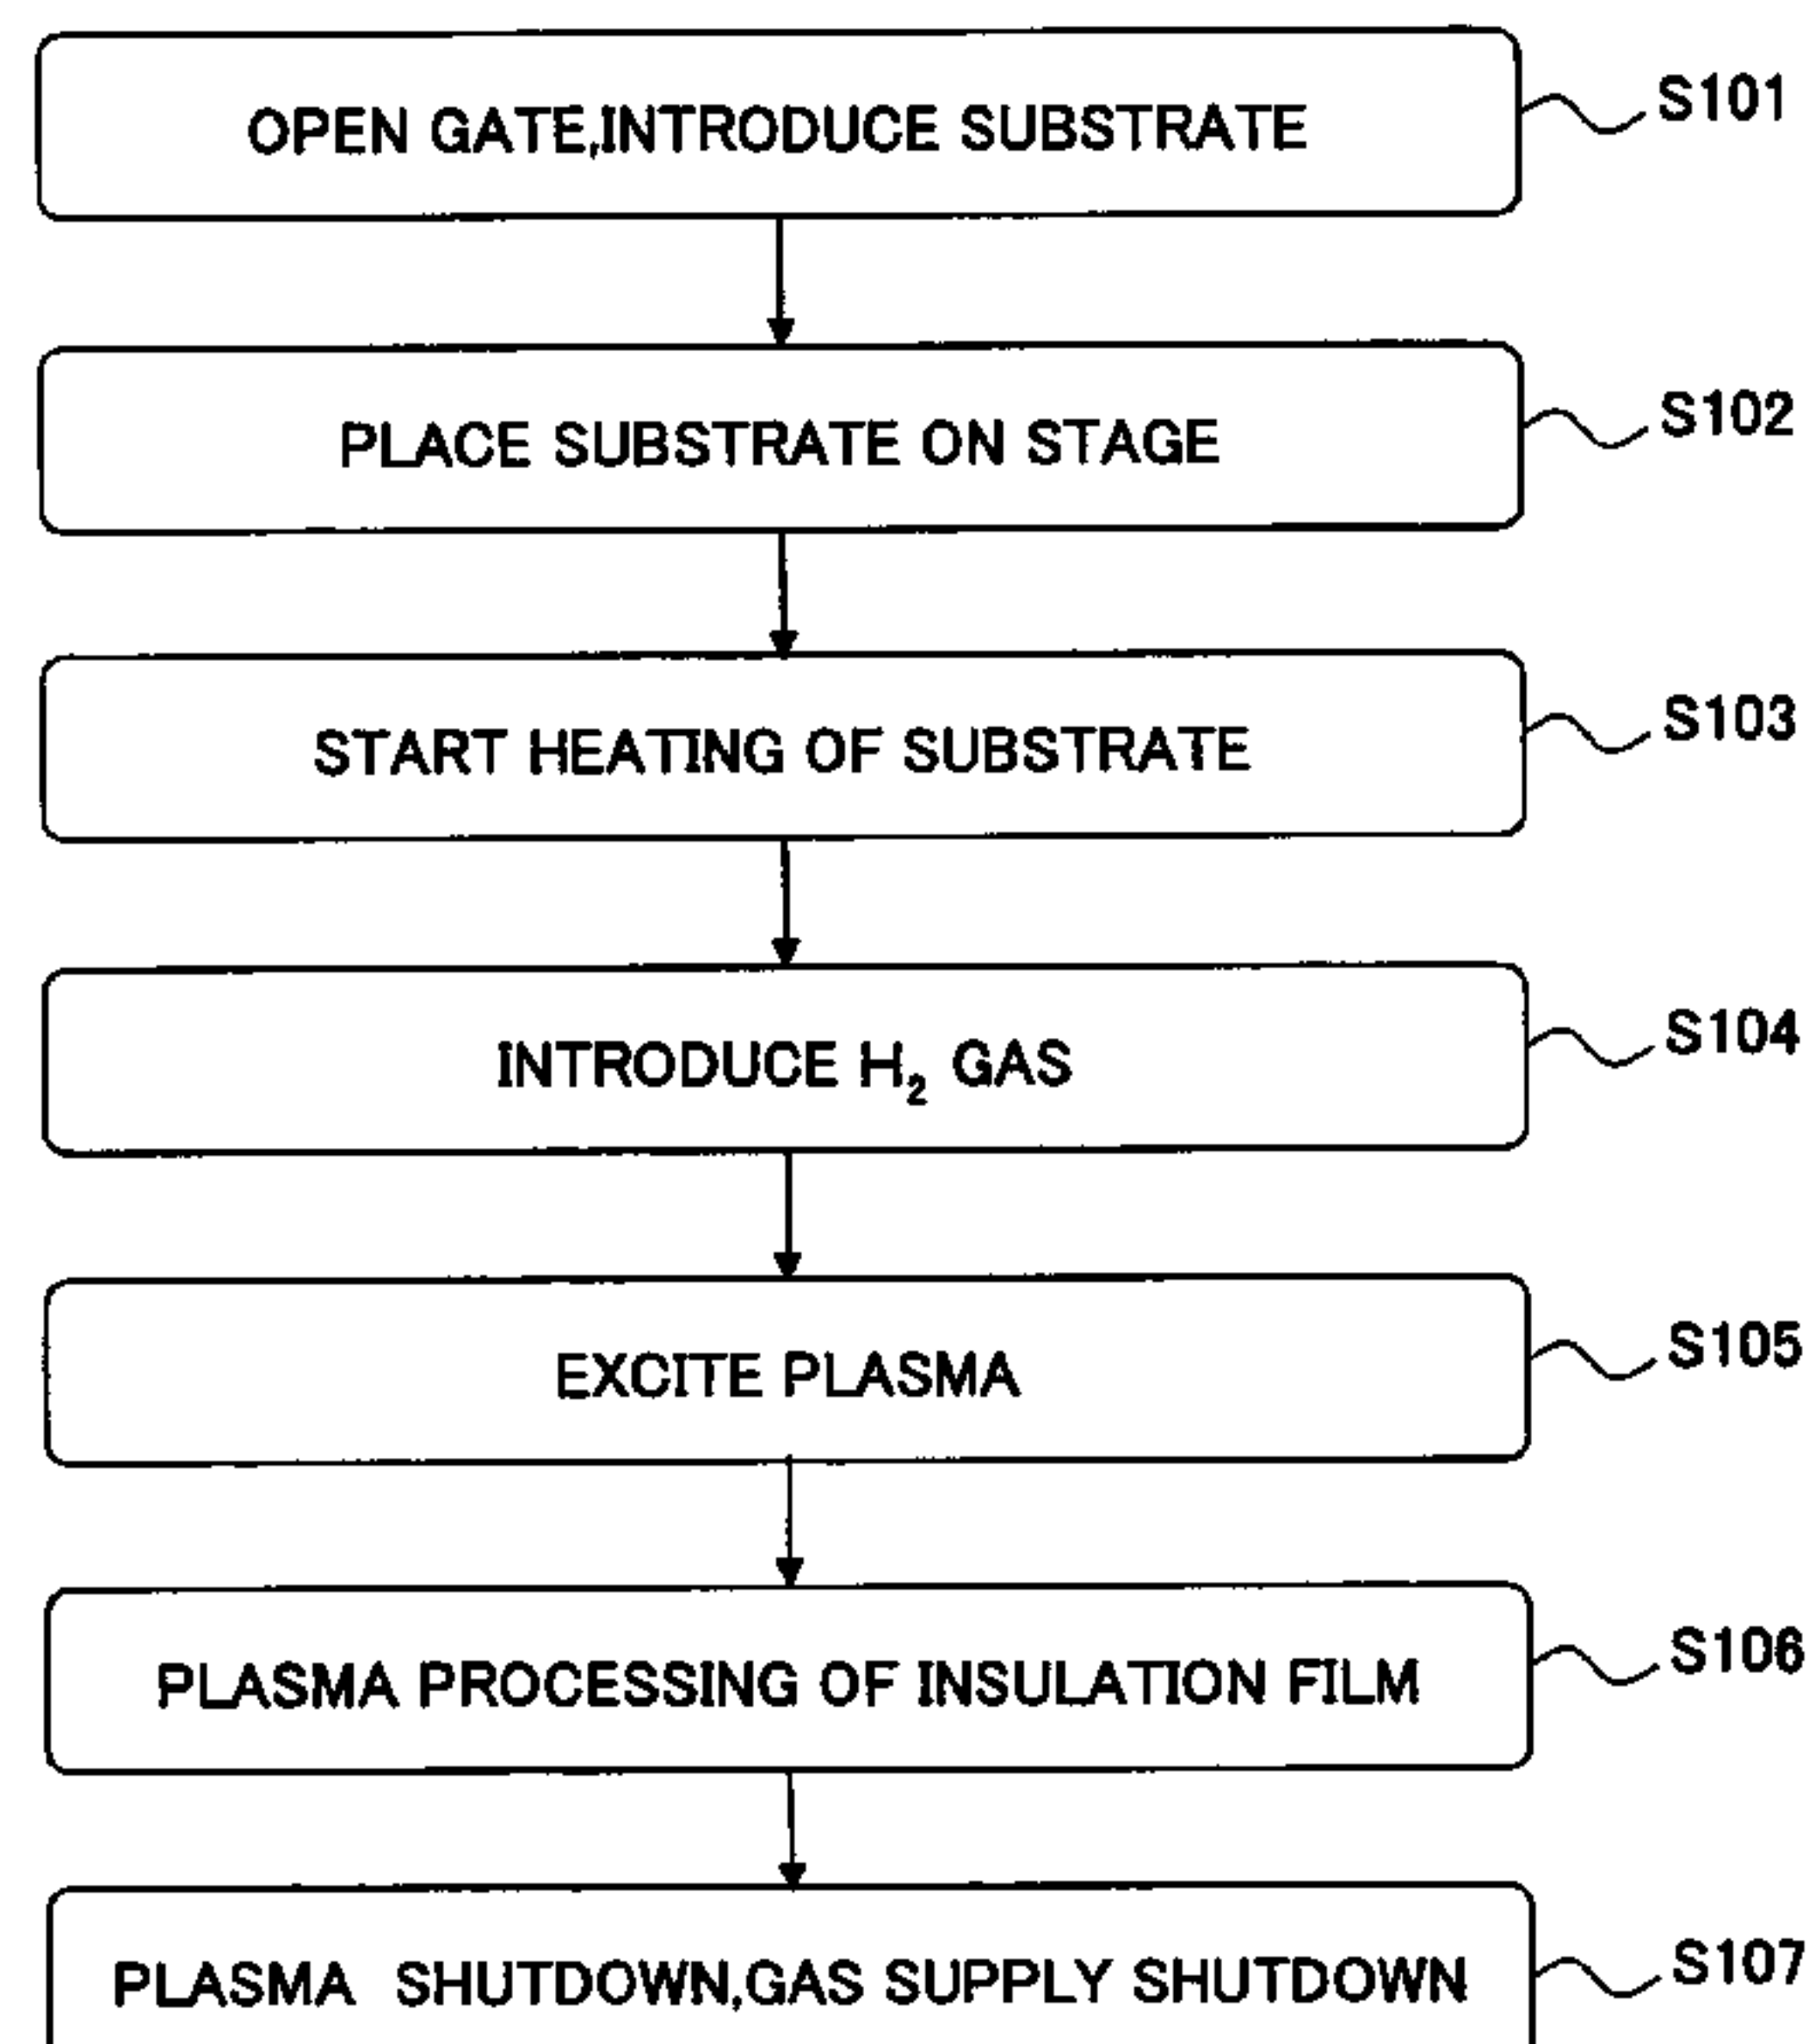 OPEN GATE,INTRODUCE SUBSTRATE
S101
PLACE SUBSTRATE ON STAGE
S102
START HEATING OF SUBSTRATE
S103
INTRODUCE H₂ GAS
S104
EXCITE PLASMA
S105
PLASMA PROCESSING OF INSULATION FILM
S106
PLASMA SHUTDOWN,GAS SUPPLY SHUTDOWN
S107